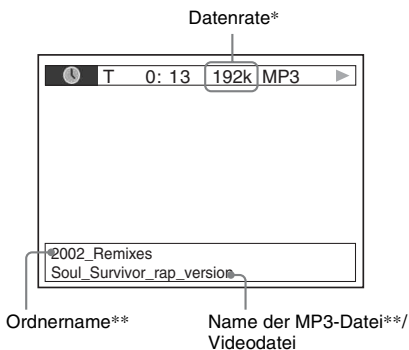 Datenrate*
T 0: 13 192k MP3
2002_Remixes
Soul_Survivor_rap_version
Ordnername**
Name der MP3-Datei**/
Videodatei